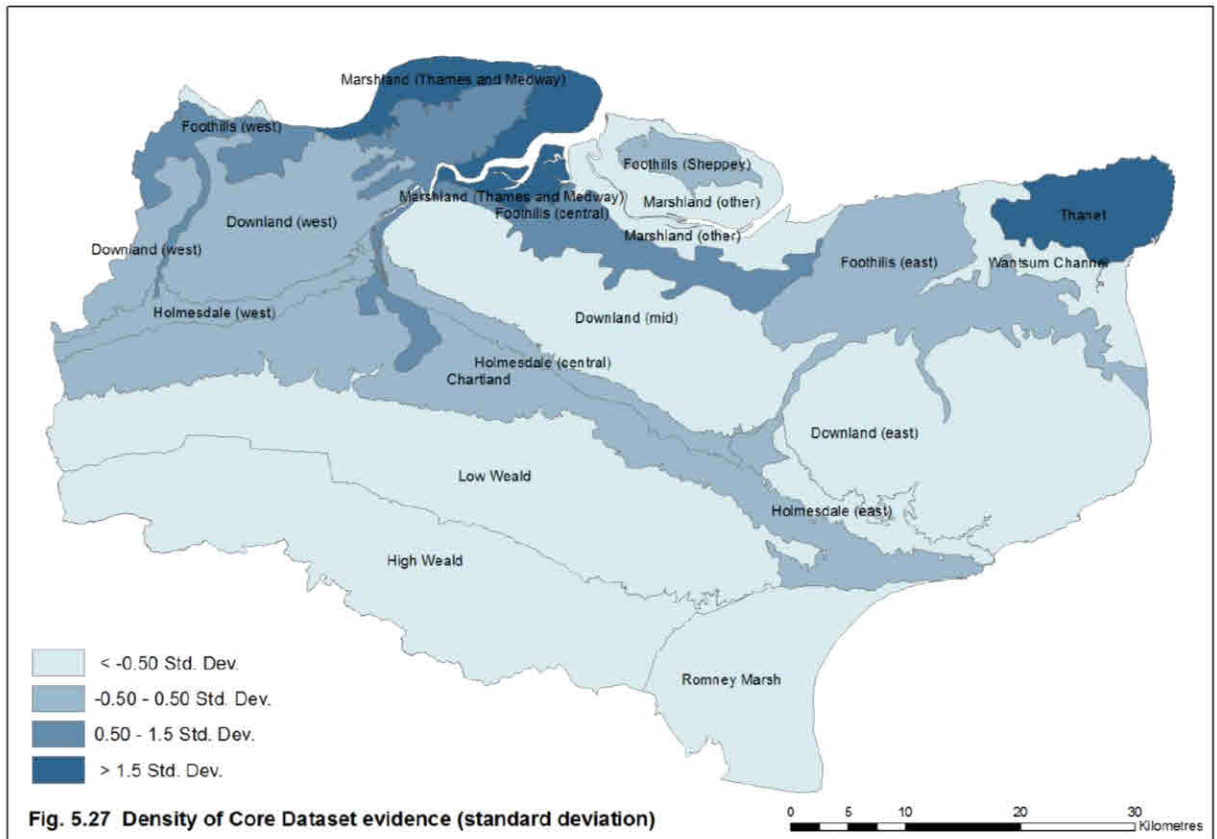 Marshland (Thames and Medway)
Foothills (west)
Foothills (Sheppey)
Marshland (Thames and Medway)
Marshland (other)
Foothills (central)
Thanet
Downland (west)
Marshland (other)
Downland (west)
Foothills (east)
Wantsum Channel
Holmesdale (west)
Downland (mid)
Holmesdale (central)
Chartland
Downland (east)
Low Weald
Holmesdale (east)
High Weald
Romney Marsh
< -0.50 Std. Dev.
-0.50 - 0.50 Std. Dev.
0.50 - 1.5 Std. Dev.
> 1.5 Std. Dev.
Fig. 5.27 Density of Core Dataset evidence (standard deviation)
0 5 10 20 30
Kilometres